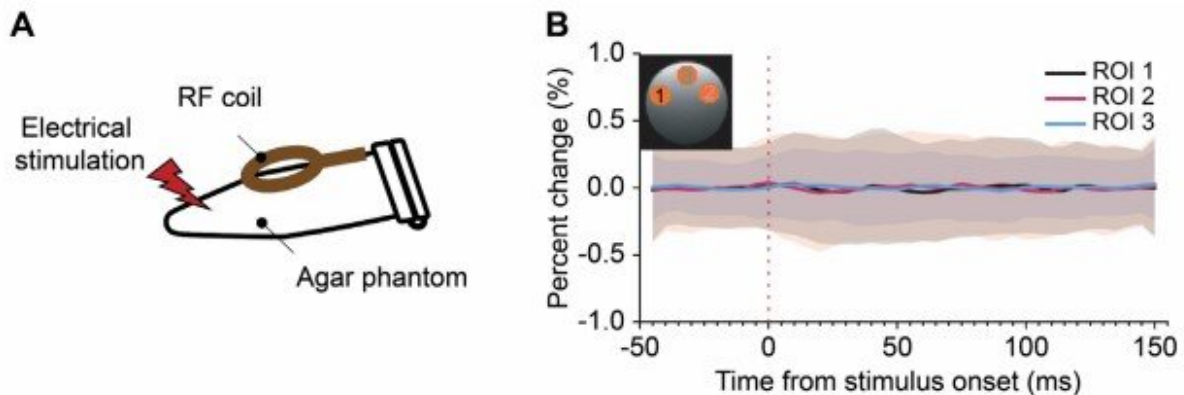 A
RF coil
Electrical
stimulation
Agar phantom
B
Percent change (%)
1.0
0.5
0.0
-0.5
-1.0
-50
0
50
100
150
Time from stimulus onset (ms)
1
ROI 1
ROI 2
ROI 3